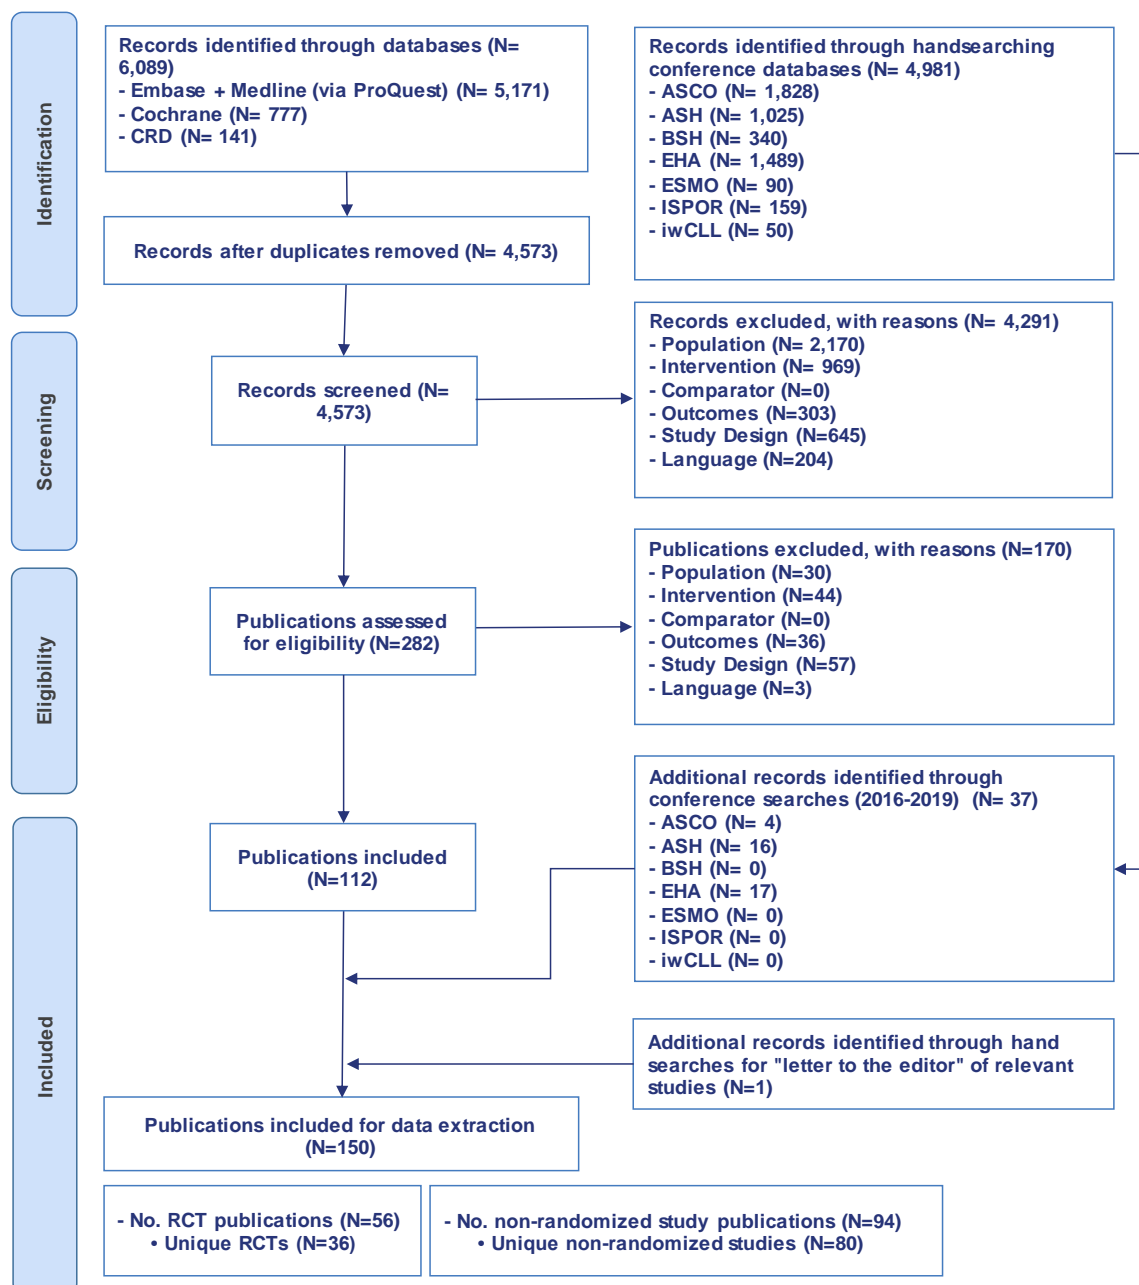 Identification
Records identified through databases (N=
6,089)
- Embase + Medline (via ProQuest) (N= 5,171)
- Cochrane (N= 777)
- CRD (N= 141)
Records identified through handsearching
conference databases (N= 4,981)
- ASCO (N= 1,828)
- ASH (N= 1,025)
- BSH (N= 340)
- EHA (N= 1,489)
- ESMO (N= 90)
- ISPOR (N= 159)
- iwCLL (N= 50)
Records after duplicates removed (N= 4,573)
Screening
Records screened (N=
4,573)
Records excluded, with reasons (N= 4,291)
- Population (N= 2,170)
- Intervention (N= 969)
- Comparator (N=0)
- Outcomes (N=303)
- Study Design (N=645)
- Language (N=204)
Eligibility
Publications assessed
for eligibility (N=282)
Publications excluded, with reasons (N=170)
- Population (N=30)
- Intervention (N=44)
- Comparator (N=0)
- Outcomes (N=36)
- Study Design (N=57)
- Language (N=3)
Included
Publications included
(N=112)
Additional records identified through
conference searches (2016-2019) (N= 37)
- ASCO (N= 4)
- ASH (N= 16)
- BSH (N= 0)
- EHA (N= 17)
- ESMO (N= 0)
- ISPOR (N= 0)
- iwCLL (N= 0)
Additional records identified through hand
searches for "letter to the editor" of relevant
studies (N=1)
Publications included for data extraction
(N=150)
- No. RCT publications (N=56)
• Unique RCTs (N=36)
- No. non-randomized study publications (N=94)
• Unique non-randomized studies (N=80)